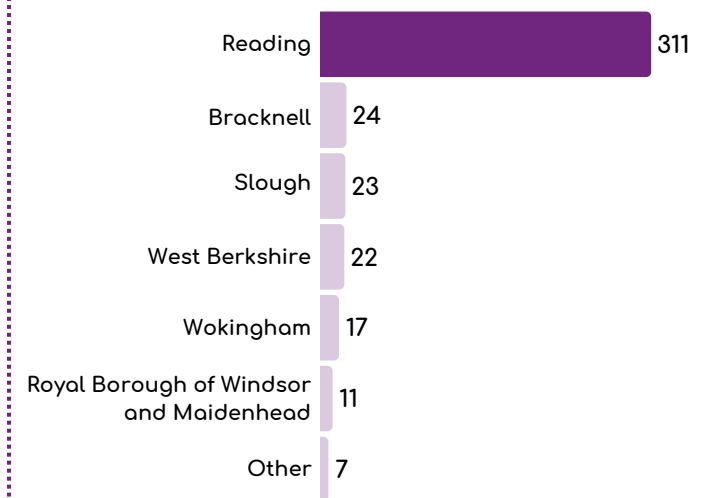 Reading 311
Bracknell 24
Slough 23
West Berkshire 22
Wokingham 17
Royal Borough of Windsor
and Maidenhead 11
Other 7